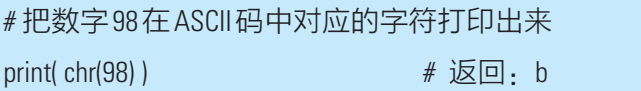 # 把数字98在ASCII码中对应的字符打印出来
print( chr(98) ) # 返回：b